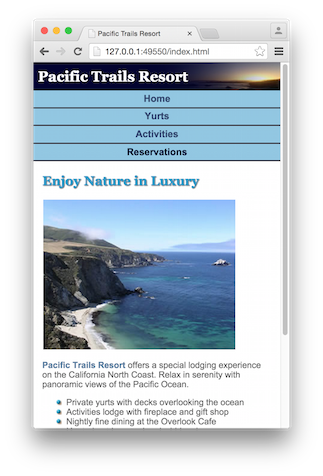 Pacific Trails Resort
127.0.0.1:49550/index.html
Pacific Trails Resort
Home
Yurts
Activities
Reservations
Enjoy Nature in Luxury
Pacific Trails Resort offers a special lodging experience
on the California North Coast. Relax in serenity with
panoramic views of the Pacific Ocean.
Private yurts with decks overlooking the ocean
Activities lodge with fireplace and gift shop
Nightly fine dining at the Overlook Cafe